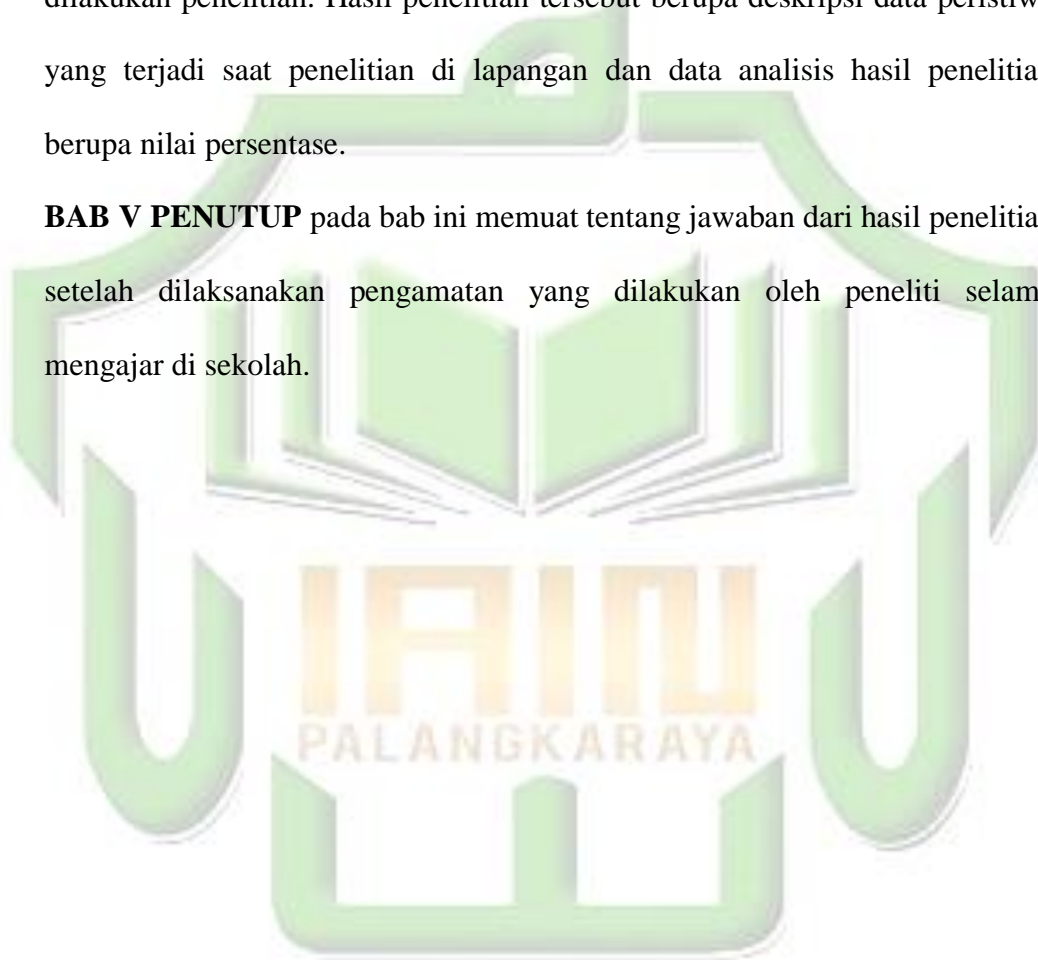 dilakukan penelitian. Hasil penelitian tersebut berupa deskripsi data peristiw
yang terjadi saat penelitian di lapangan dan data analisis hasil penelitia
berupa nilai persentase.
BAB V PENUTUP pada bab ini memuat tentang jawaban dari hasil penelitia
setelah dilaksanakan pengamatan yang dilakukan oleh peneliti selam
mengajar di sekolah.
IAIN
PALANGKARAYA